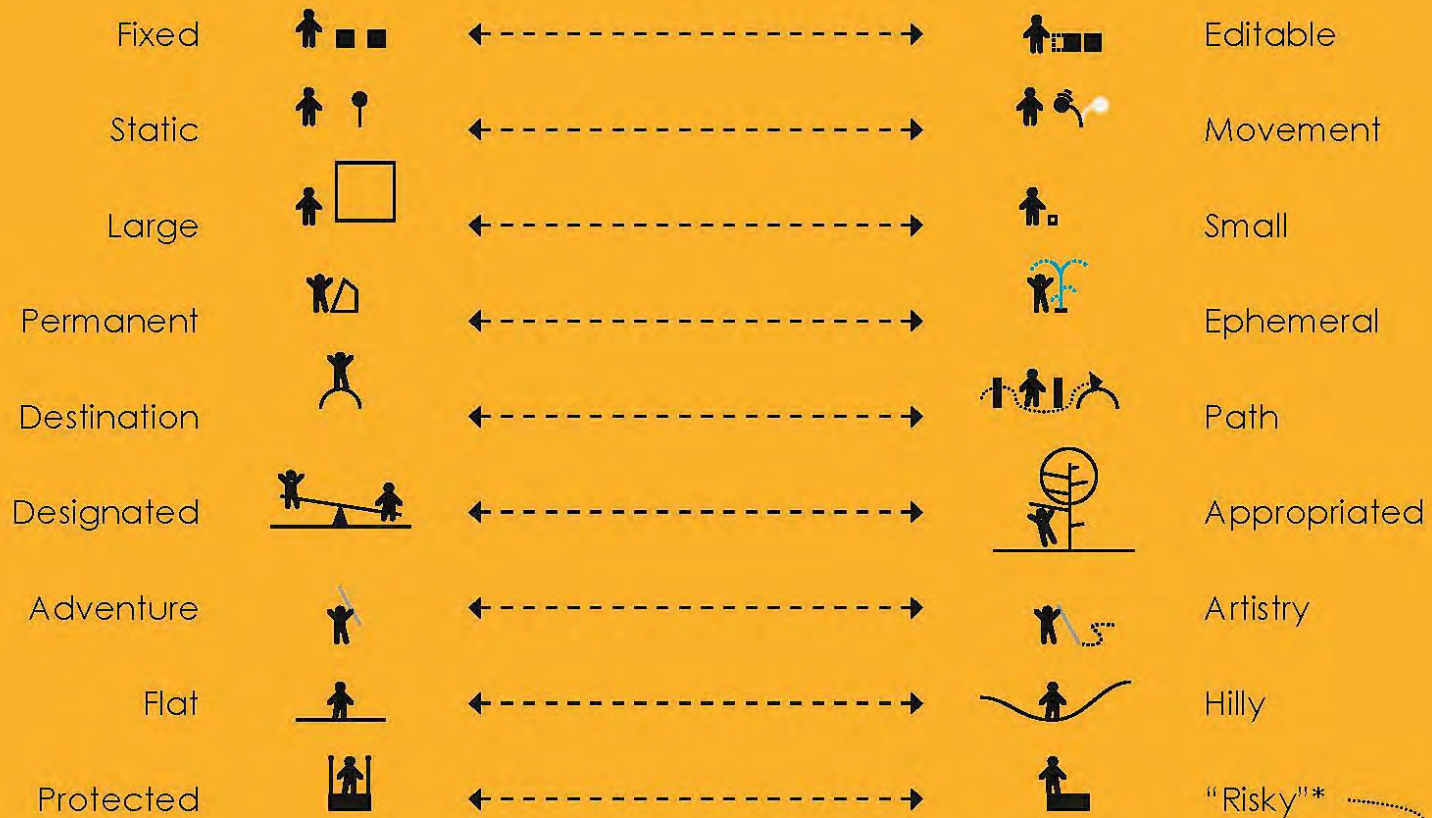 Fixed Editable
Static Movement
Large Small
Permanent Ephemeral
Destination Path
Designated Appropriated
Adventure Artistry
Flat Hilly
Protected “Risky”*